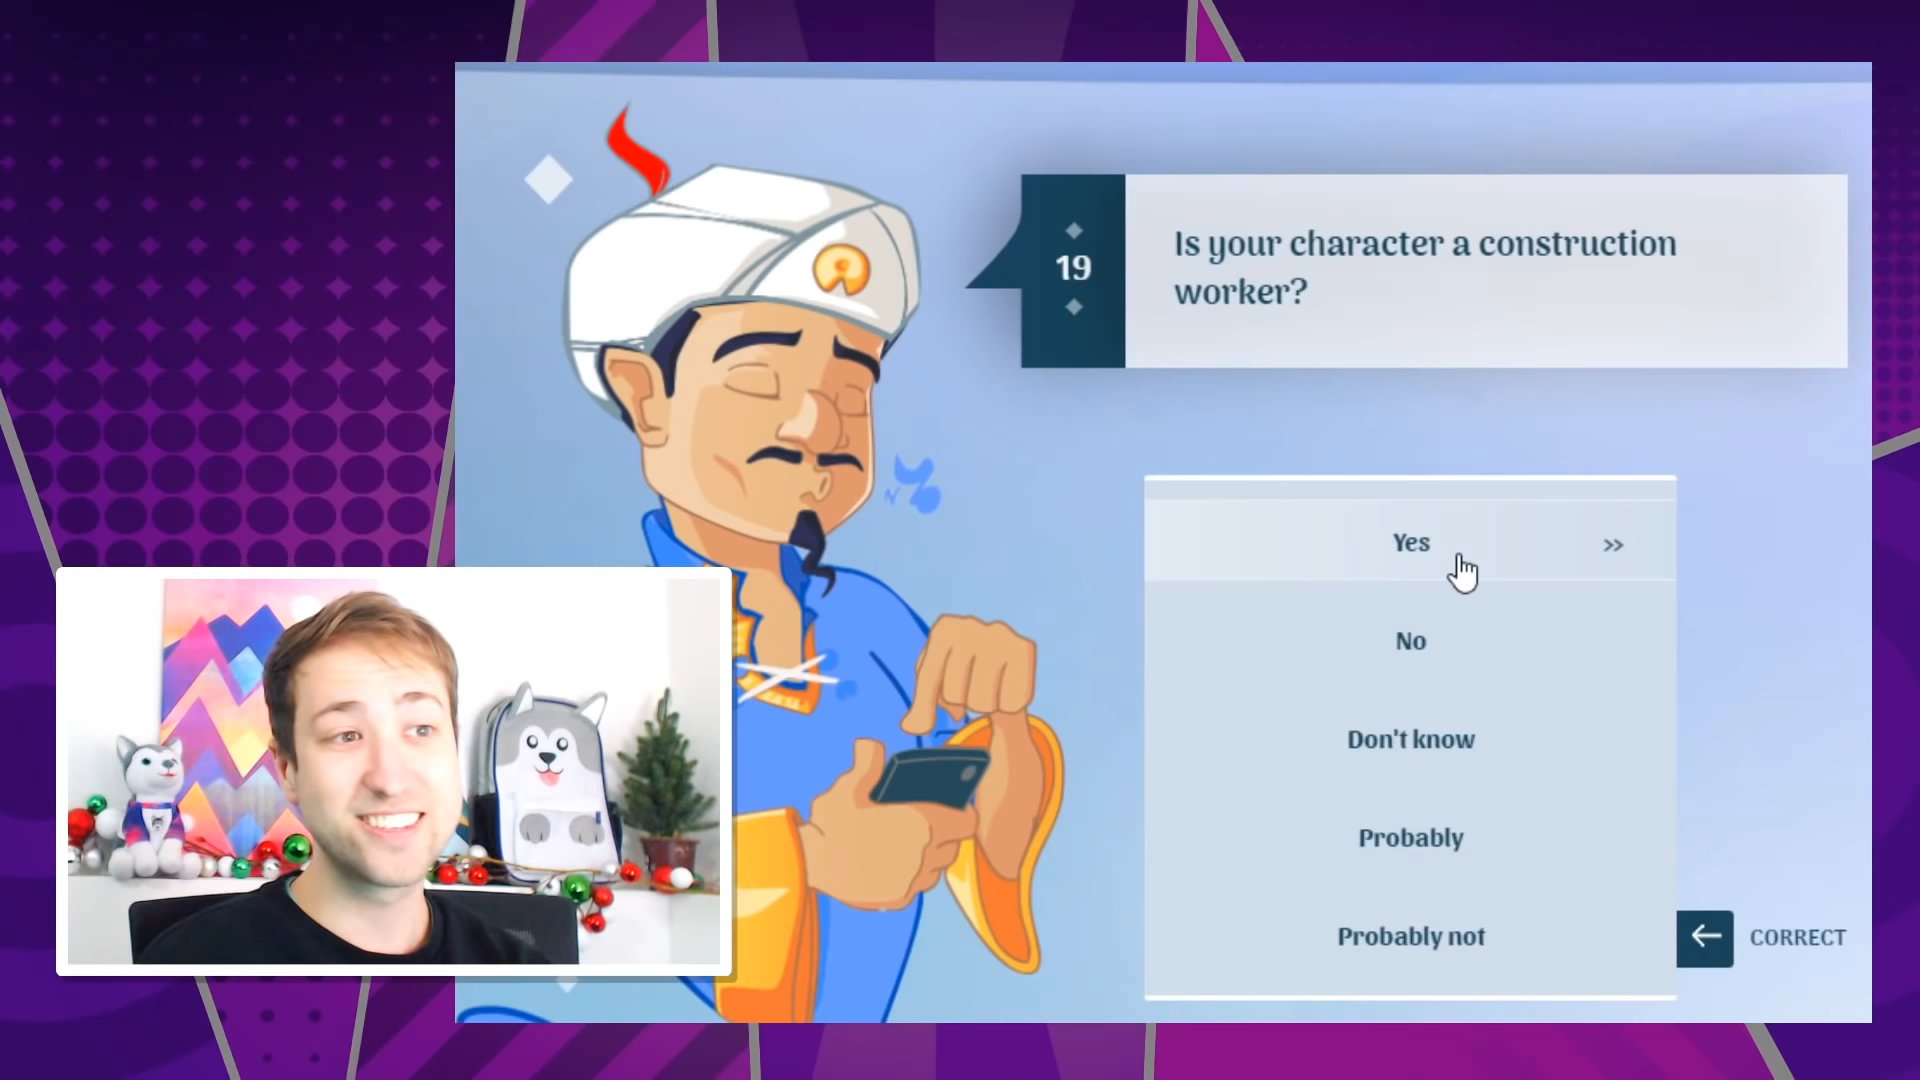 19
Is your character a construction
worker?
Yes
No
Don't know
Probably
Probably not
CORRECT